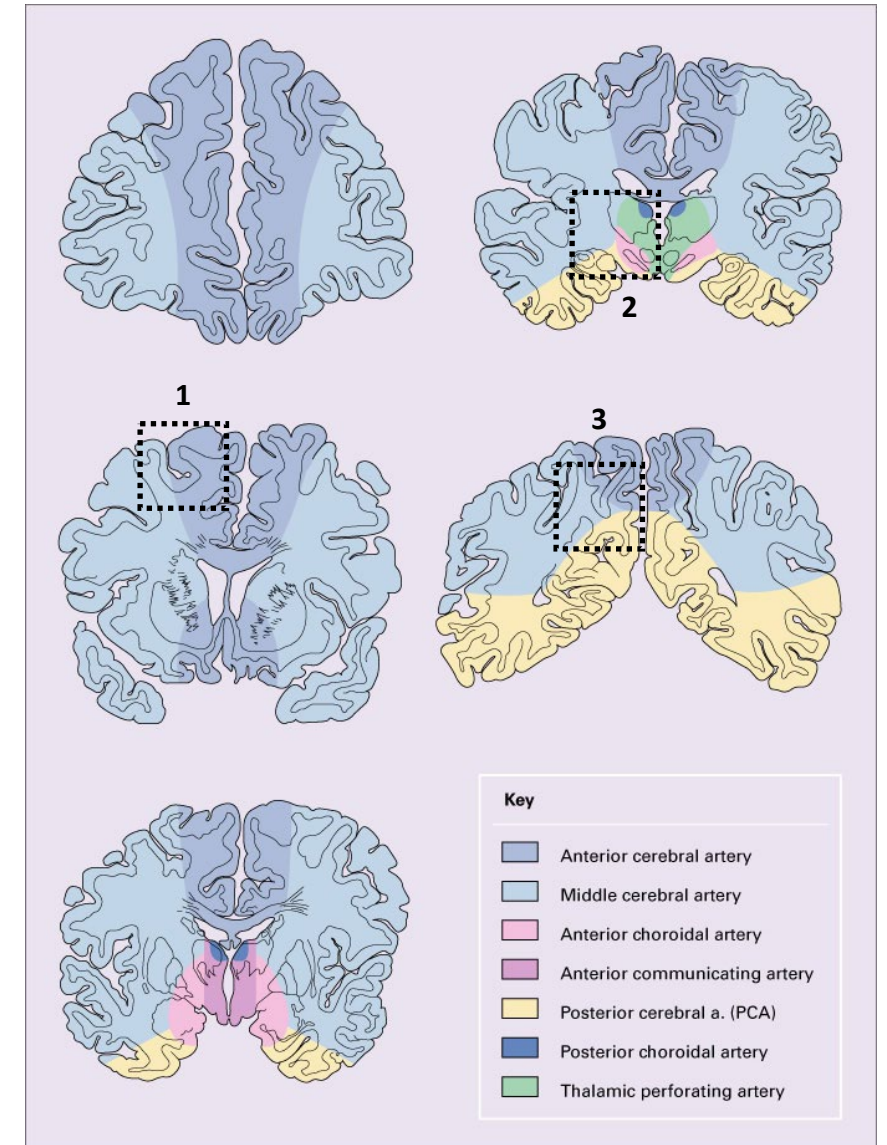 2
1
3
Key
Anterior cerebral artery
Middle cerebral artery
Anterior choroidal artery
Anterior communicating artery
Posterior cerebral a. (PCA)
Posterior choroidal artery
Thalamic perforating artery